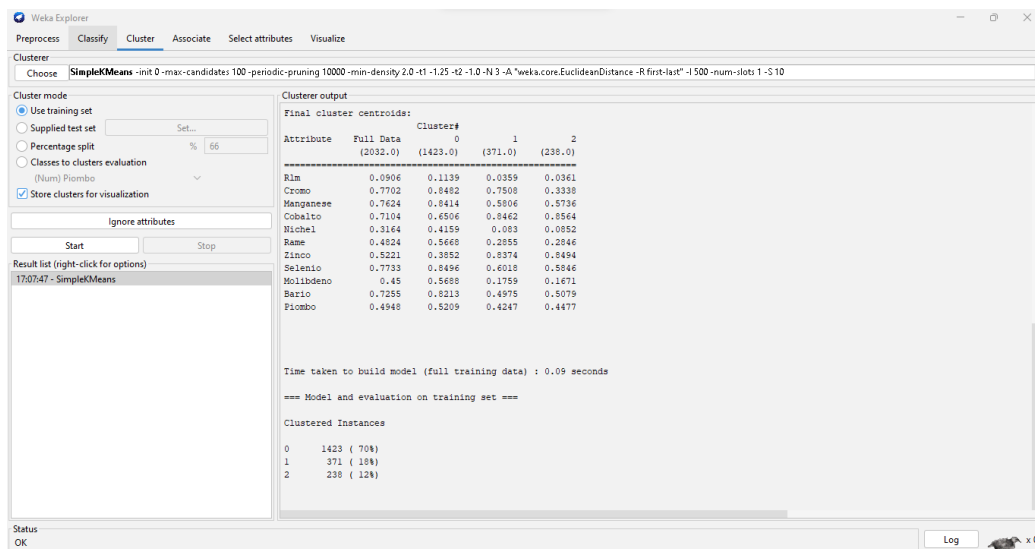 Weka Explorer
Preprocess Classify Cluster Associate Select attributes Visualize
Clusterer
Choose SimpleKMeans -init 0 -max-candidates 100 -periodic-pruning 10000 -min-density 2.0 -t1 -1.25 -t2 -1.0 -N 3 -A "weka.core.EuclideanDistance -R first-last" -I 500 -num-slots 1 -S 10
Cluster mode
Use training set
Supplied test set Set...
Percentage split % 66
Classes to clusters evaluation
(Num) Piombo
Store clusters for visualization
Ignore attributes
Start Stop
Result list (right-click for options)
17:07:47 - SimpleKMeans
Clusterer output
Final cluster centroids:
Cluster#
Attribute Full Data 0 1 2
(2032.0) (1423.0) (371.0) (238.0)
==========================================================
Rlm 0.0906 0.1139 0.0359 0.0361
Cromo 0.7702 0.8482 0.7508 0.3338
Manganese 0.7624 0.8414 0.5806 0.5736
Cobalto 0.7104 0.6506 0.8462 0.8564
Nichel 0.3164 0.4159 0.083 0.0852
Rame 0.4824 0.5668 0.2855 0.2846
Zinco 0.5221 0.3852 0.8374 0.8494
Selenio 0.7733 0.8496 0.6018 0.5846
Molibdeno 0.45 0.5688 0.1759 0.1671
Bario 0.7255 0.8213 0.4975 0.5079
Piombo 0.4948 0.5209 0.4247 0.4477
Time taken to build model (full training data) : 0.09 seconds
=== Model and evaluation on training set ===
Clustered Instances
0 1423 ( 70%)
1 371 ( 18%)
2 238 ( 12%)
Status
OK
Log